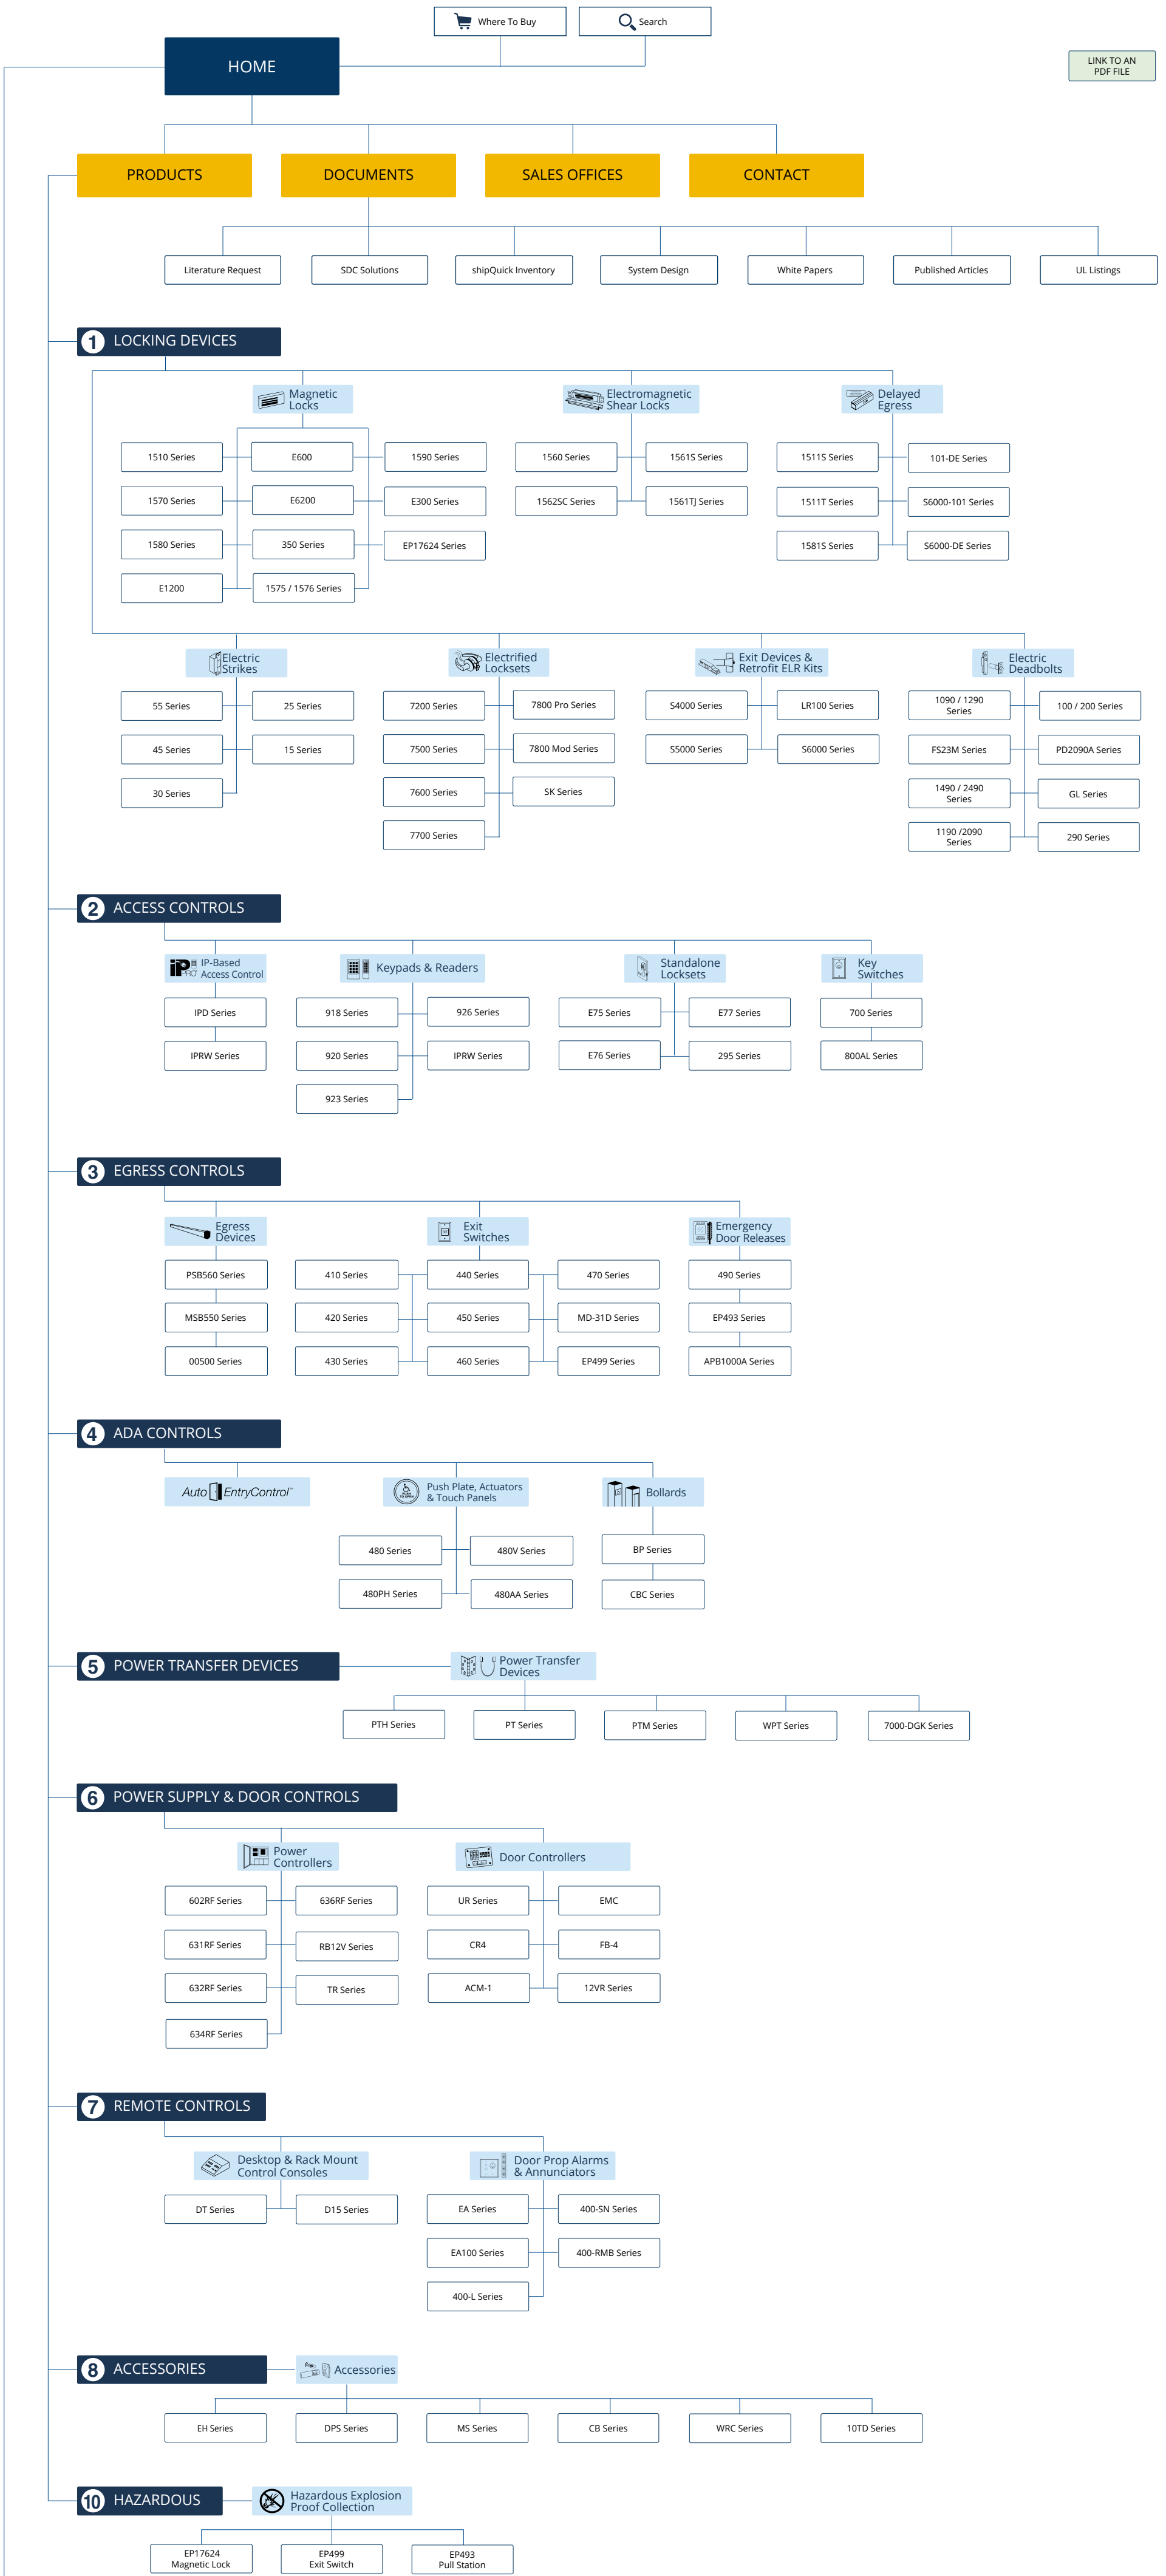 Where To Buy
Search
HOME
LINK TO AN
PDF FILE
PRODUCTS
DOCUMENTS
SALES OFFICES
CONTACT
Literature Request
SDC Solutions
shipQuick Inventory
System Design
White Papers
Published Articles
UL Listings
1 LOCKING DEVICES
Magnetic
Locks
Electromagnetic
Shear Locks
Delayed
Egress
1510 Series
E600
1590 Series
1560 Series
1561S Series
1511S Series
101-DE Series
1570 Series
E6200
E300 Series
1562SC Series
1561TJ Series
1511T Series
S6000-101 Series
1580 Series
350 Series
EP17624 Series
1581S Series
S6000-DE Series
E1200
1575 / 1576 Series
Electric
Strikes
Electrified
Locksets
Exit Devices &
Retrofit ELR Kits
Electric
Deadbolts
55 Series
25 Series
7200 Series
7800 Pro Series
S4000 Series
LR100 Series
1090 / 1290
Series
100 / 200 Series
45 Series
15 Series
7500 Series
7800 Mod Series
S5000 Series
S6000 Series
FS23M Series
PD2090A Series
30 Series
7600 Series
SK Series
1490 / 2490
Series
GL Series
7700 Series
1190 /2090
Series
290 Series
2 ACCESS CONTROLS
IP-Based
Access Control
Keypads & Readers
Standalone
Locksets
Key
Switches
IPD Series
918 Series
926 Series
E75 Series
E77 Series
700 Series
IPRW Series
920 Series
IPRW Series
E76 Series
295 Series
800AL Series
923 Series
3 EGRESS CONTROLS
Egress
Devices
Exit
Switches
Emergency
Door Releases
PSB560 Series
410 Series
440 Series
470 Series
490 Series
MSB550 Series
420 Series
450 Series
MD-31D Series
EP493 Series
00500 Series
430 Series
460 Series
EP499 Series
APB1000A Series
4 ADA CONTROLS
Auto EntryControl™
Push Plate, Actuators
& Touch Panels
Bollards
480 Series
480V Series
BP Series
480PH Series
480AA Series
CBC Series
5 POWER TRANSFER DEVICES
Power Transfer
Devices
PTH Series
PT Series
PTM Series
WPT Series
7000-DGK Series
6 POWER SUPPLY & DOOR CONTROLS
Power
Controllers
Door Controllers
602RF Series
636RF Series
UR Series
EMC
631RF Series
RB12V Series
CR4
FB-4
632RF Series
TR Series
ACM-1
12VR Series
634RF Series
7 REMOTE CONTROLS
Desktop & Rack Mount
Control Consoles
Door Prop Alarms
& Annunciators
DT Series
D15 Series
EA Series
400-SN Series
EA100 Series
400-RMB Series
400-L Series
8 ACCESSORIES
Accessories
EH Series
DPS Series
MS Series
CB Series
WRC Series
10TD Series
10 HAZARDOUS
Hazardous Explosion
Proof Collection
EP17624
Magnetic Lock
EP499
Exit Switch
EP493
Pull Station